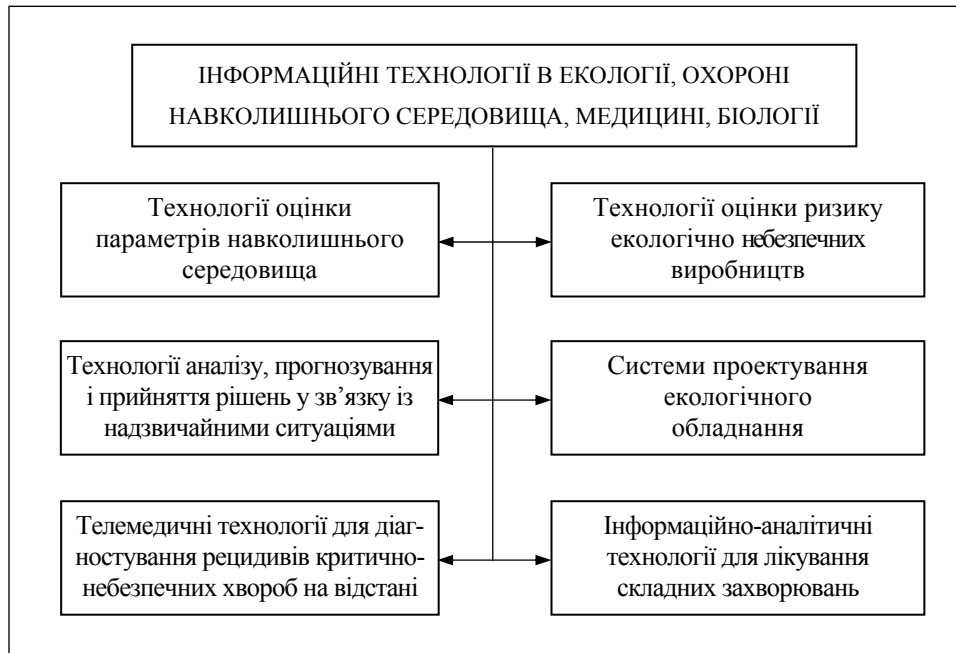 ІНФОРМАЦІЙНІ ТЕХНОЛОГІЇ В ЕКОЛОГІЇ, ОХОРОНІ
НАВКОЛИШНЬОГО СЕРЕДОВИЩА, МЕДИЦИНІ, БІОЛОГІЇ
Технології оцінки
параметрів навколишнього
середовища
Технології оцінки ризику
екологічно небезпечних
виробництв
Технології аналізу, прогнозування
і прийняття рішень у зв’язку із
надзвичайними ситуаціями
Системи проектування
екологічного
обладнання
Телемедичні технології для діаг-
ностування рецидивів критично-
небезпечних хвороб на відстані
Інформаційно-аналітичні
технології для лікування
складних захворювань